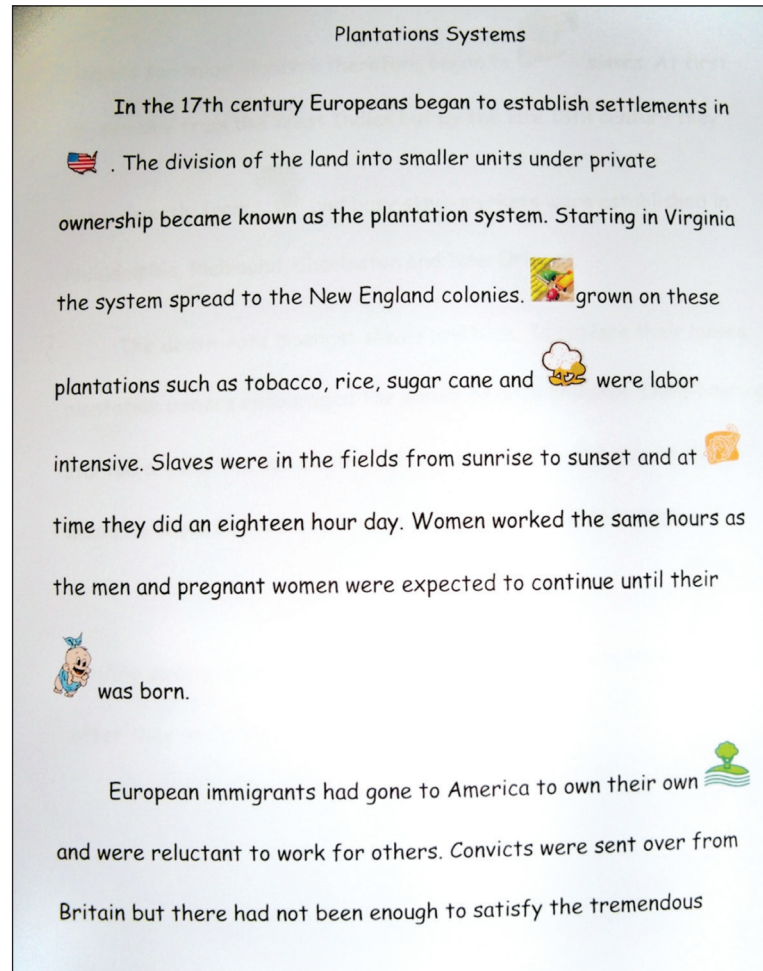 Plantations Systems
In the 17th century Europeans began to establish settlements in
. The division of the land into smaller units under private
ownership became known as the plantation system. Starting in Virginia
the system spread to the New England colonies. grown on these
plantations such as tobacco, rice, sugar cane and were labor
intensive. Slaves were in the fields from sunrise to sunset and at
time they did an eighteen hour day. Women worked the same hours as
the men and pregnant women were expected to continue until their
was born.
European immigrants had gone to America to own their own
and were reluctant to work for others. Convicts were sent over from
Britain but there had not been enough to satisfy the tremendous